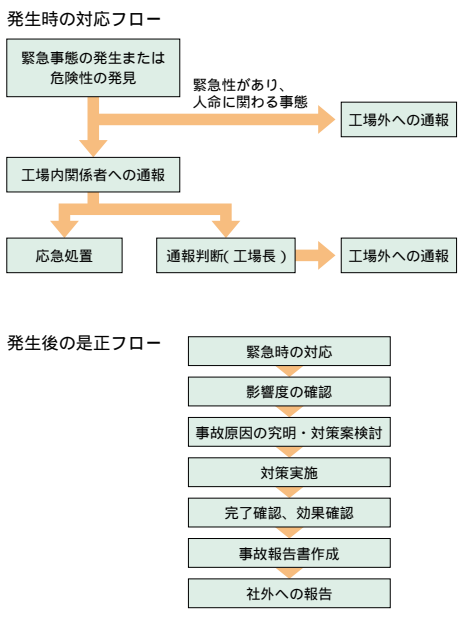 発生時の対応フロー
緊急事態の発生または
危険性の発見
緊急性があり、
人命に関わる事態
工場外への通報
工場内関係者への通報
応急処置
通報判断(工場長)
工場外への通報
発生後の是正フロー
緊急時の対応
影響度の確認
事故原因の究明・対策案検討
対策実施
完了確認、効果確認
事故報告書作成
社外への報告